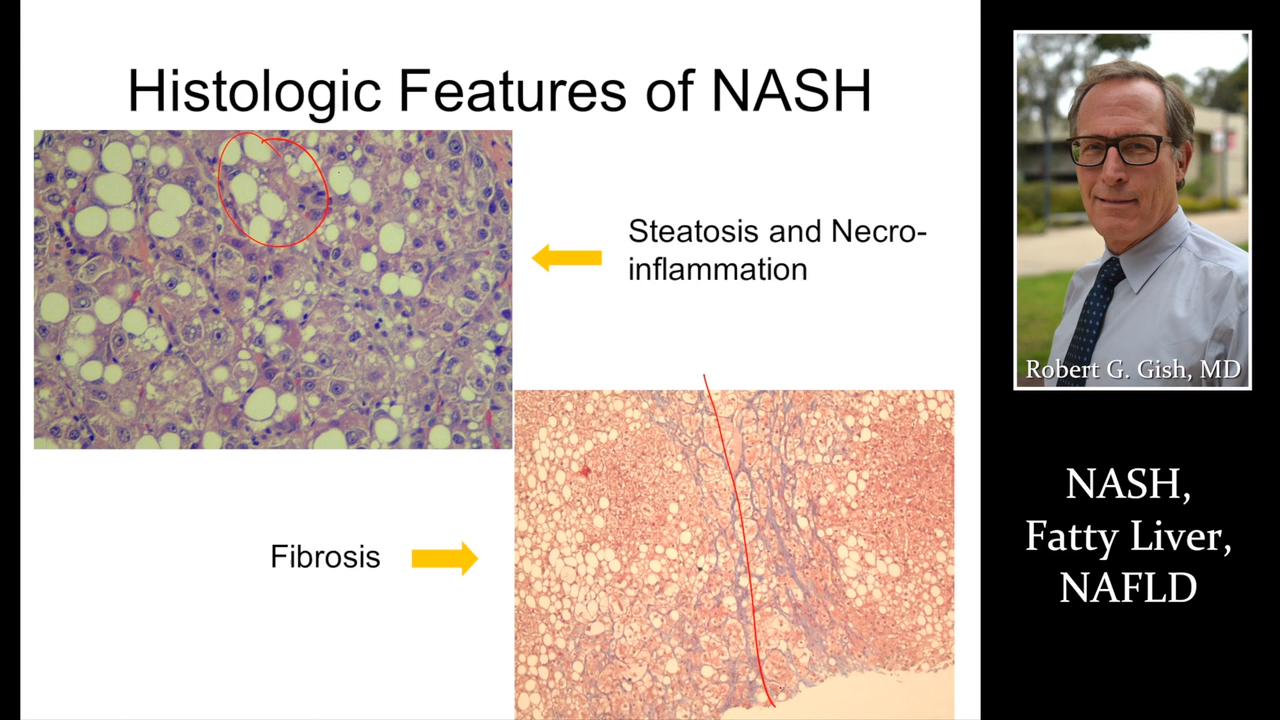 Histologic Features of NASH
Steatosis and Necro-
inflammation
Fibrosis
Robert G. Gish, MD
NASH,
Fatty Liver,
NAFLD